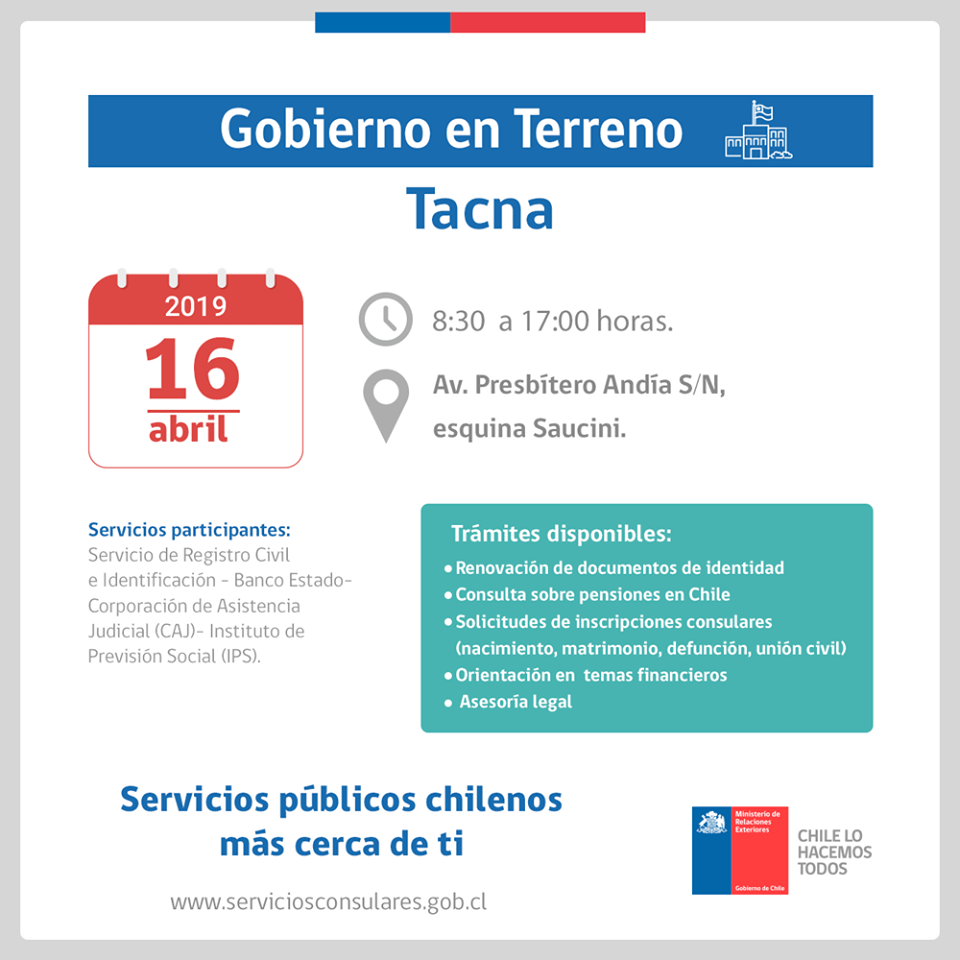 Gobierno en Terreno
Tacna
2019
16
abril
8:30 a 17:00 horas.
Av. Presbítero Andía S/N,
esquina Saucini.
Servicios participantes:
Servicio de Registro Civil
e Identificación - Banco Estado-
Corporación de Asistencia
Judicial (CAJ)- Instituto de
Previsión Social (IPS).
Trámites disponibles:
• Renovación de documentos de identidad
• Consulta sobre pensiones en Chile
• Solicitudes de inscripciones consulares
(nacimiento, matrimonio, defunción, unión civil)
• Orientación en temas financieros
• Asesoría legal
Servicios públicos chilenos
más cerca de ti
www.serviciosconsulares.gob.cl
Ministerio de
Relaciones
Exteriores
Gobierno de Chile
CHILE LO
HACEMOS
TODOS